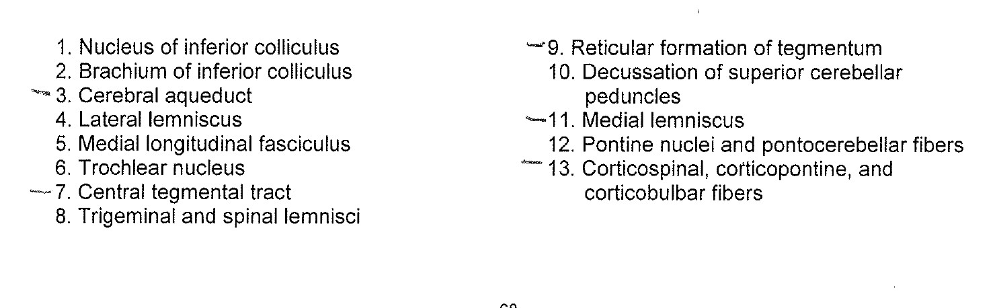 1. Nucleus of inferior colliculus
2. Brachium of inferior colliculus
3. Cerebral aqueduct
4. Lateral lemniscus
5. Medial longitudinal fasciculus
6. Trochlear nucleus
7. Central tegmental tract
8. Trigeminal and spinal lemnisci
9. Reticular formation of tegmentum
10. Decussation of superior cerebellar
peduncles
11. Medial lemniscus
12. Pontine nuclei and pontocerebellar fibers
13. Corticospinal, corticopontine, and
corticobulbar fibers